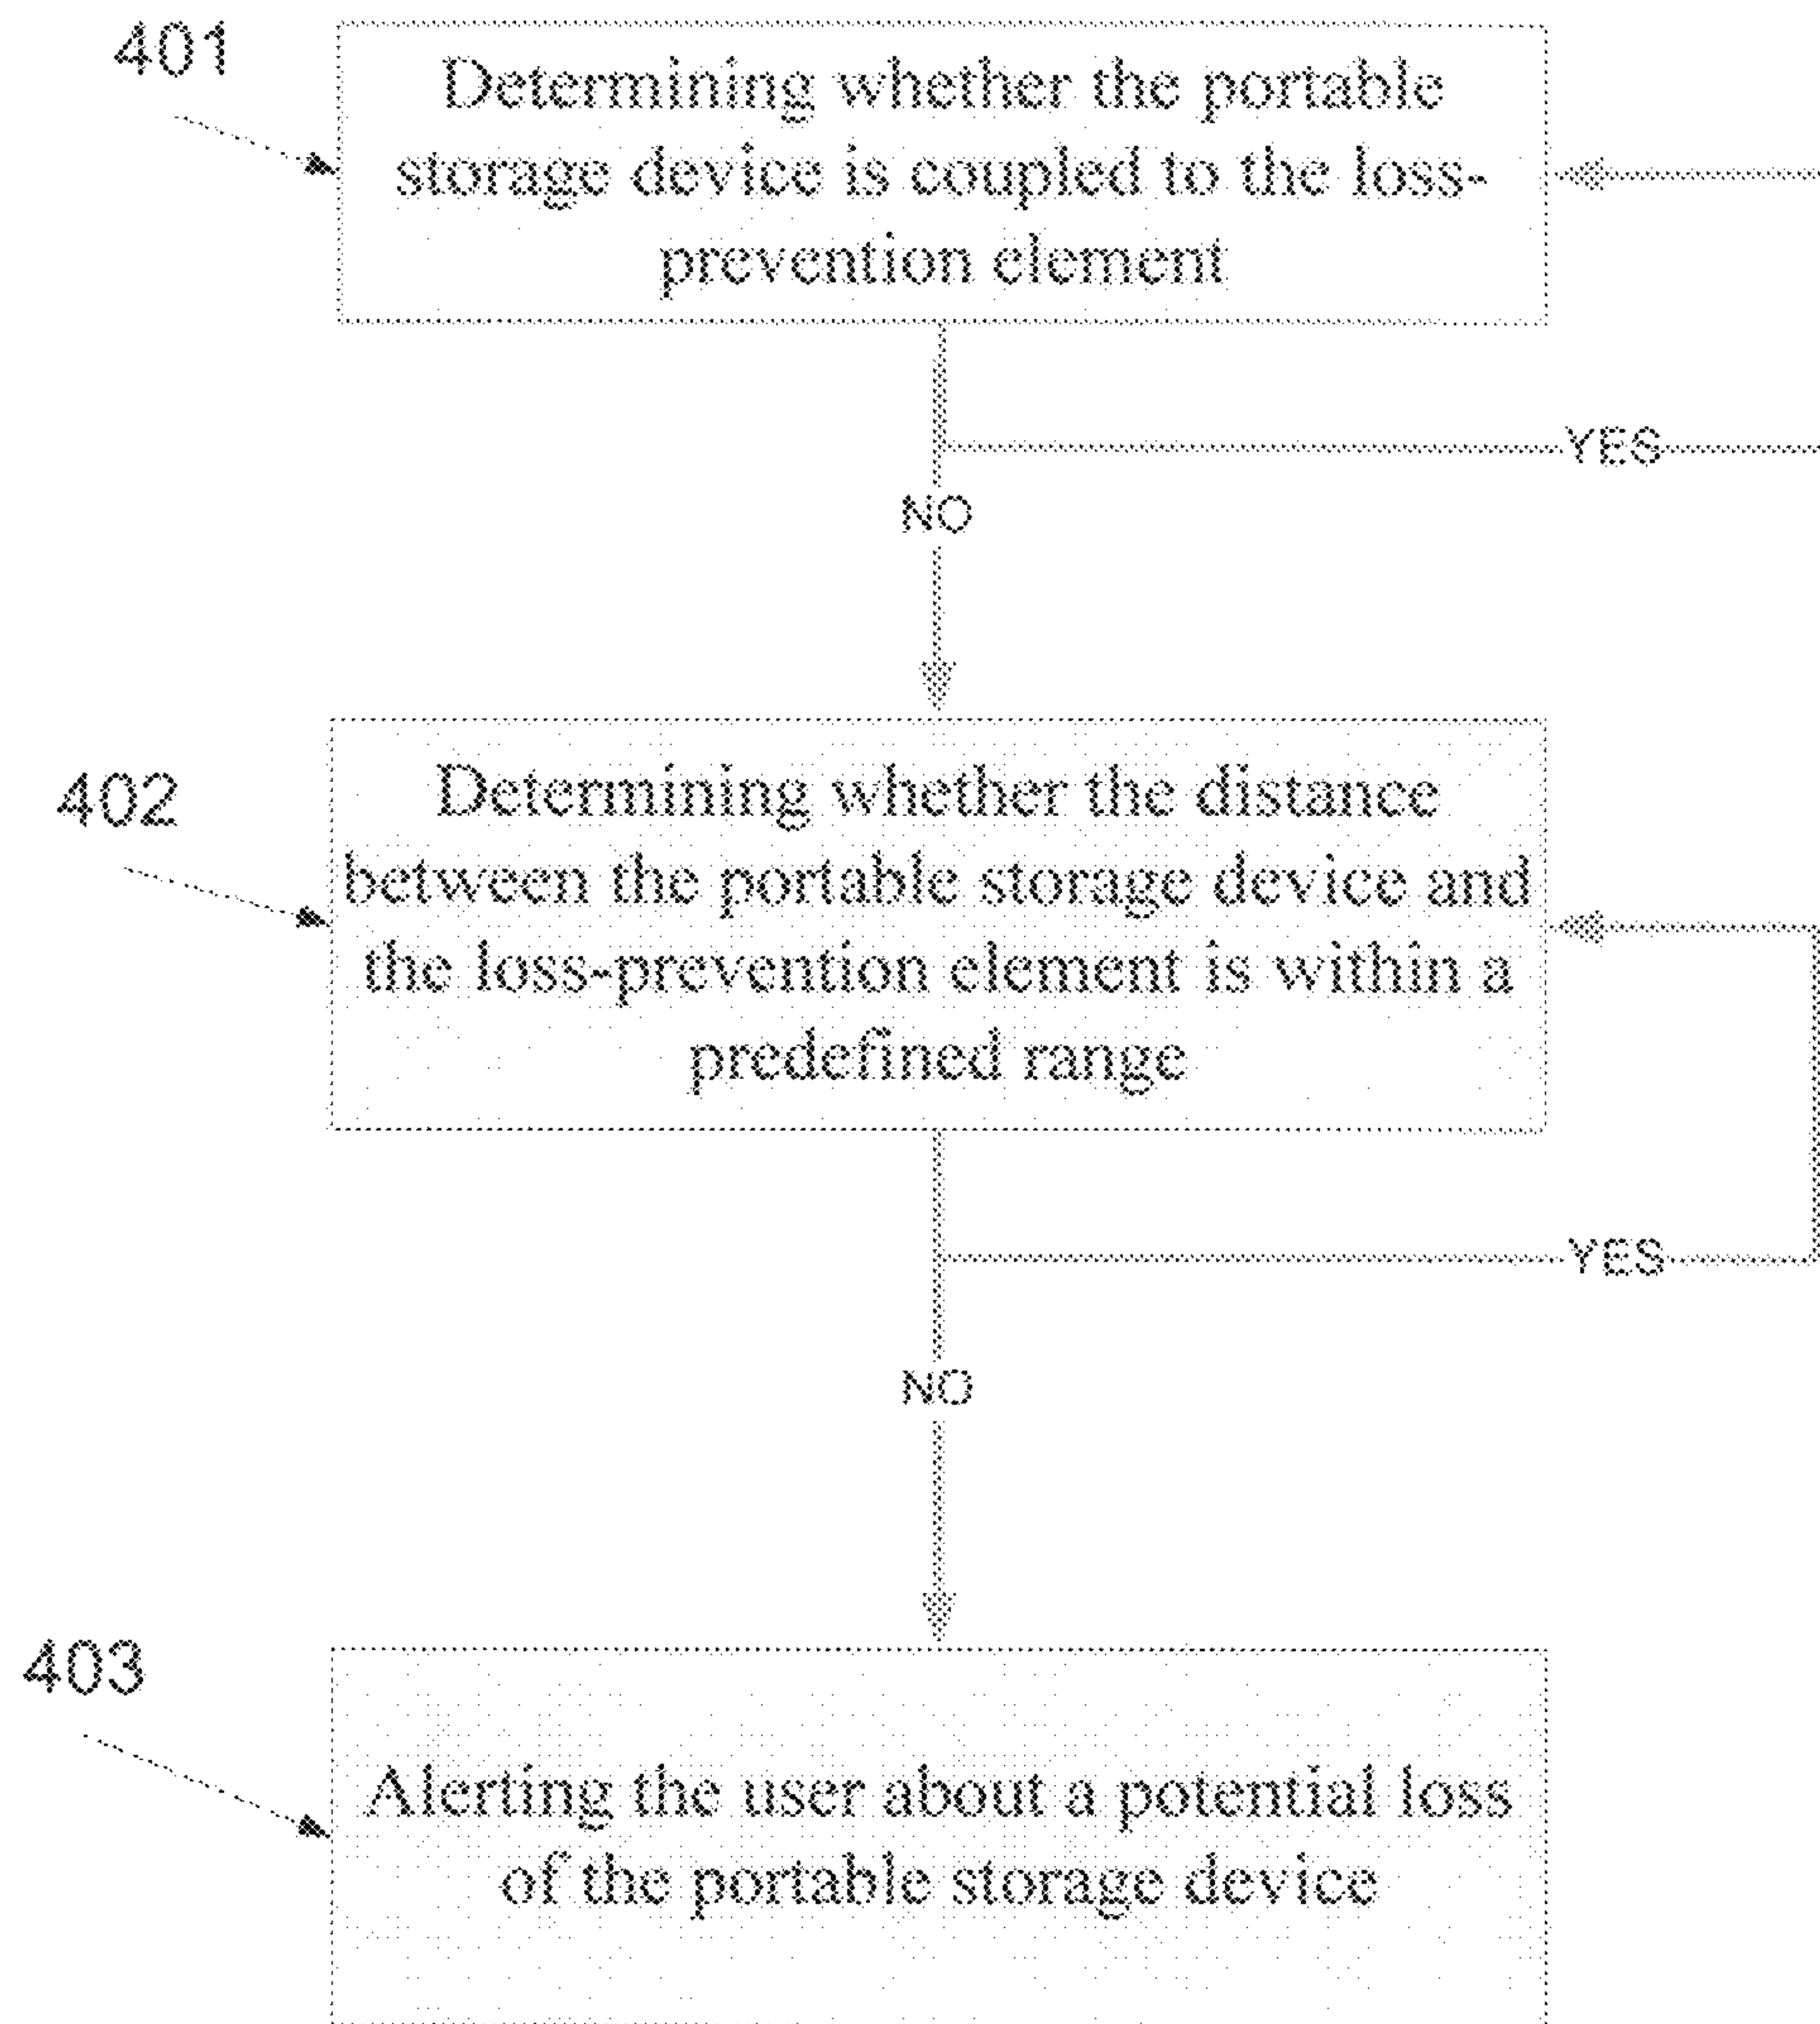 401
Determining whether the portable
storage device is coupled to the loss-
prevention element
YES
NO
402
Determining whether the distance
between the portable storage device and
the loss-prevention element is within a
predefined range
YES
NO
403
Alerting the user about a potential loss
of the portable storage device